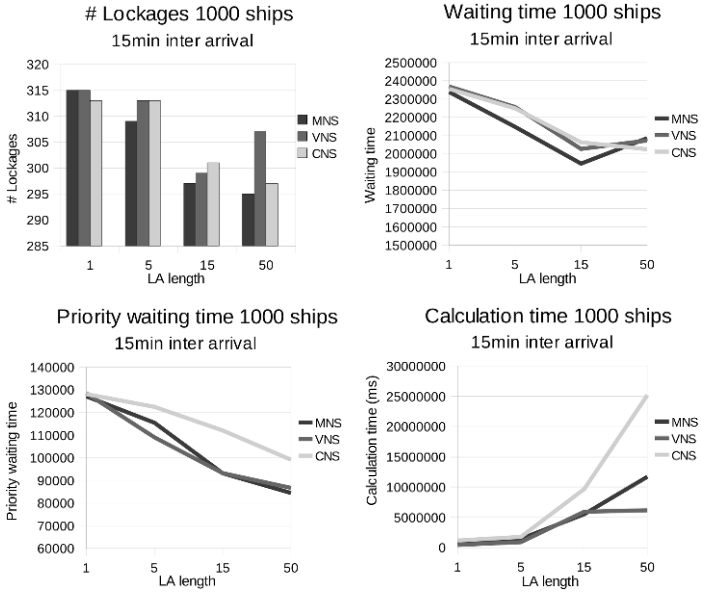 # Lockages 1000 ships
15min inter arrival
320
315
310
305
300
295
290
285
# Lockages
1
5
15
50
LA length
MNS
VNS
CNS
Waiting time 1000 ships
15min inter arrival
2500000
2400000
2300000
2200000
2100000
2000000
1900000
1800000
1700000
1600000
1500000
Waiting time
1
5
15
50
LA length
MNS
VNS
CNS
Priority waiting time 1000 ships
15min inter arrival
140000
130000
120000
110000
100000
90000
80000
70000
60000
Priority waiting time
1
5
15
50
LA length
MNS
VNS
CNS
Calculation time 1000 ships
15min inter arrival
30000000
25000000
20000000
15000000
10000000
5000000
0
Calculation time (ms)
1
5
15
50
LA length
MNS
VNS
CNS